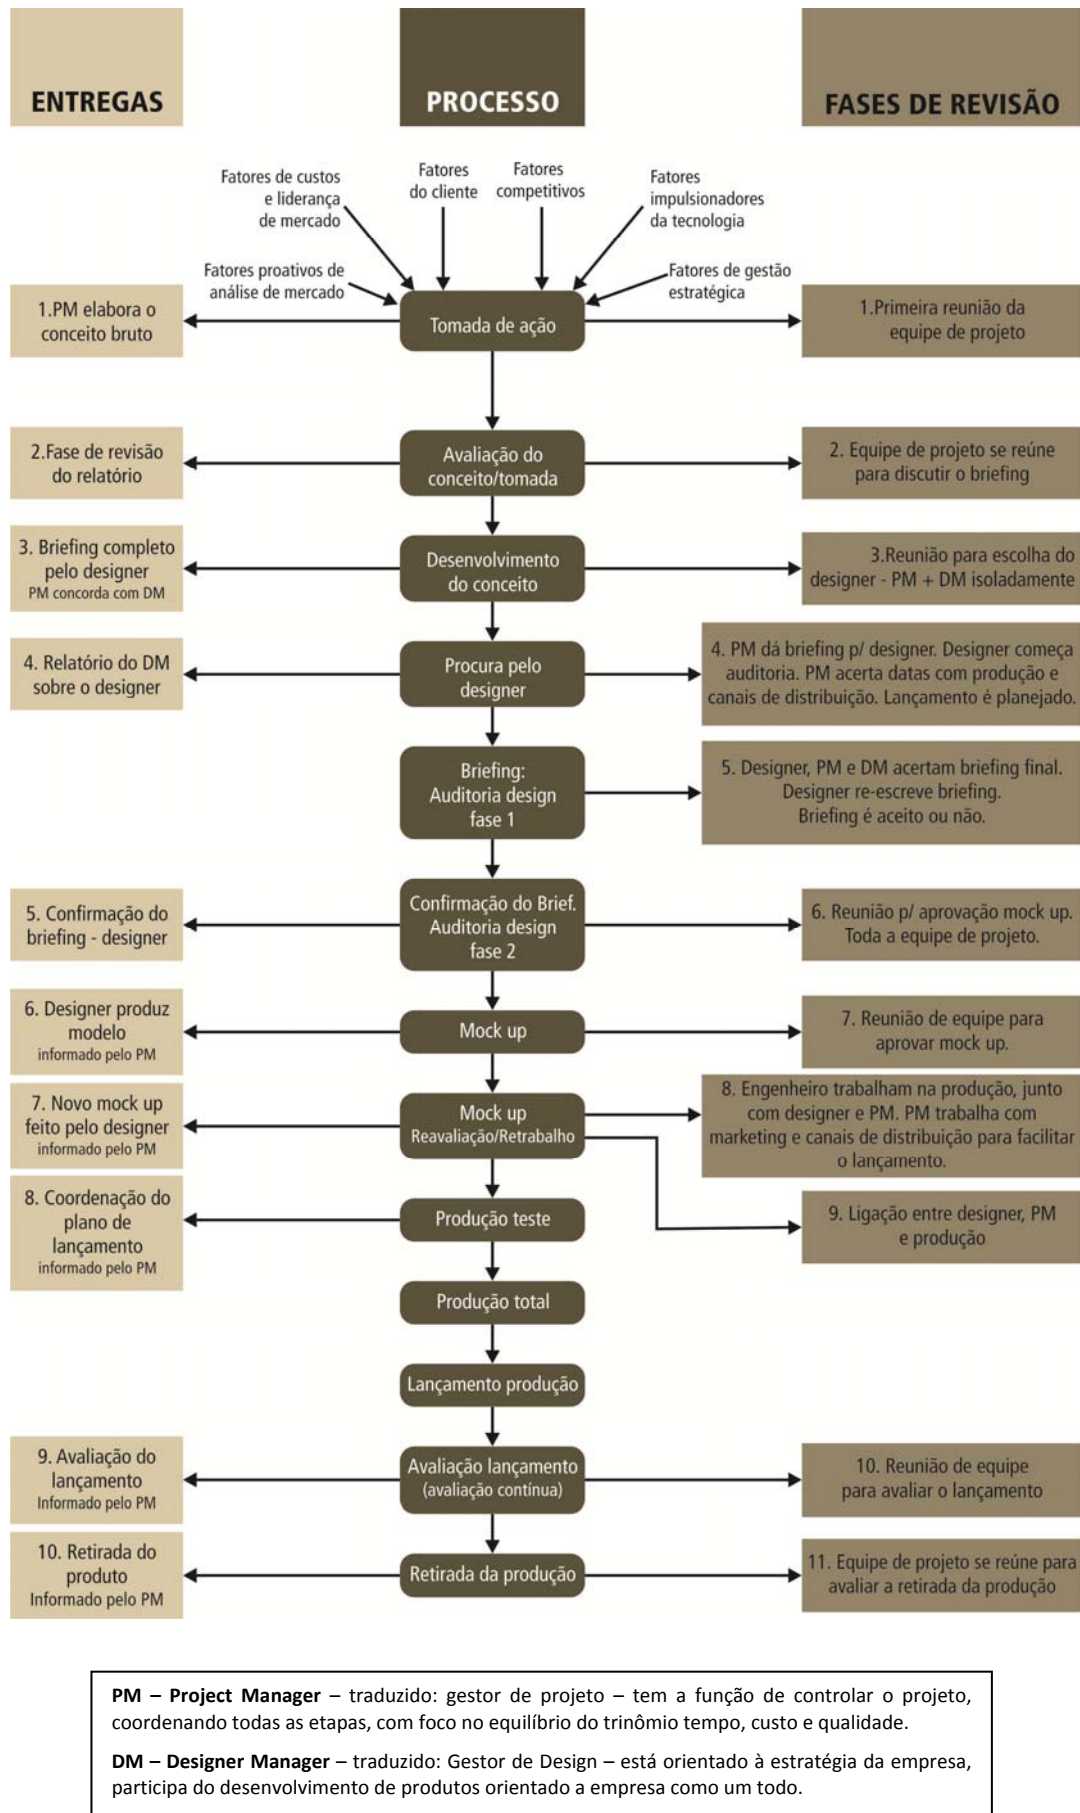 ENTREGAS
PROCESSO
FASES DE REVISÃO
Fatores de custos
e liderança
de mercado
Fatores
do cliente
Fatores
competitivos
Fatores
impulsionadores
da tecnologia
Fatores proativos de
análise de mercado
Fatores de gestão
estratégica
1.PM elabora o
conceito bruto
Tomada de ação
1.Primeira reunião da
equipe de projeto
2.Fase de revisão
do relatório
Avaliação do
conceito/tomada
2. Equipe de projeto se reúne
para discutir o briefing
3. Briefing completo
pelo designer
PM concorda com DM
Desenvolvimento
do conceito
3.Reunião para escolha do
designer - PM + DM isoladamente
4. Relatório do DM
sobre o designer
Procura pelo
designer
4. PM dá briefing p/ designer. Designer começa
auditoria. PM acerta datas com produção e
canais de distribuição. Lançamento é planejado.
Briefing:
Auditoria design
fase 1
5. Designer, PM e DM acertam briefing final.
Designer re-escreve briefing.
Briefing é aceito ou não.
5. Confirmação do
briefing - designer
Confirmação do Brief.
Auditoria design
fase 2
6. Reunião p/ aprovação mock up.
Toda a equipe de projeto.
6. Designer produz
modelo
informado pelo PM
Mock up
7. Reunião de equipe para
aprovar mock up.
7. Novo mock up
feito pelo designer
informado pelo PM
Mock up
Reavaliação/Retrabalho
8. Engenheiro trabalham na produção, junto
com designer e PM. PM trabalha com
marketing e canais de distribuição para facilitar
o lançamento.
8. Coordenação do
plano de
lançamento
informado pelo PM
Produção teste
9. Ligação entre designer, PM
e produção
Produção total
Lançamento produção
9. Avaliação do
lançamento
Informado pelo PM
Avaliação lançamento
(avaliação contínua)
10. Reunião de equipe
para avaliar o lançamento
10. Retirada do
produto
Informado pelo PM
Retirada da produção
11. Equipe de projeto se reúne para
avaliar a retirada da produção
PM – Project Manager – traduzido: gestor de projeto – tem a função de controlar o projeto,
coordenando todas as etapas, com foco no equilíbrio do trinômio tempo, custo e qualidade.
DM – Designer Manager – traduzido: Gestor de Design – está orientado à estratégia da empresa,
participa do desenvolvimento de produtos orientado a empresa como um todo.